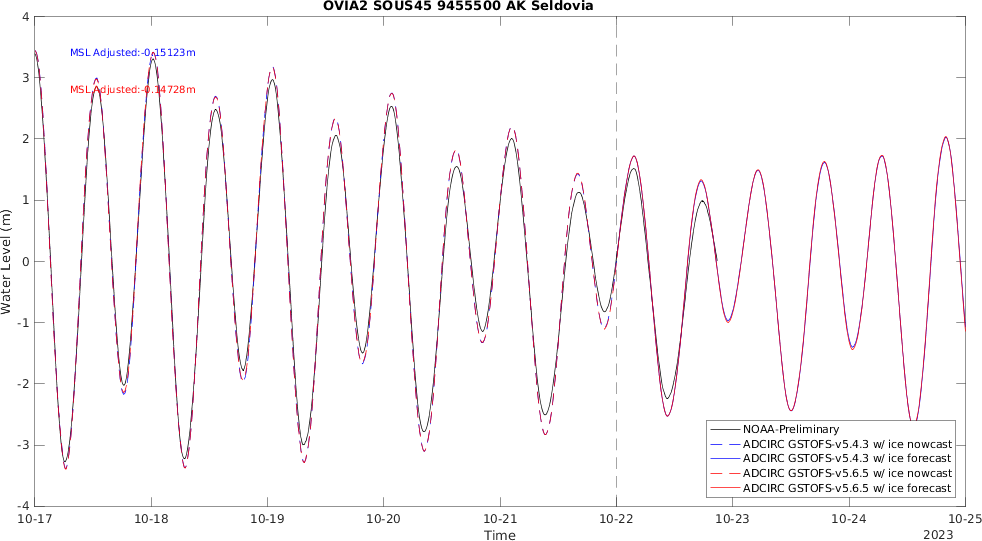 OVIA2 SOUS45 9455500 AK Seldovia
MSL Adjusted:-0.15123m
MSL Adjusted:-0.14728m
4
3
2
1
0
-1
-2
-3
-4
Water Level (m)
NOAA-Preliminary
ADCIRC GSTOFS-v5.4.3 w/ ice nowcast
ADCIRC GSTOFS-v5.4.3 w/ ice forecast
ADCIRC GSTOFS-v5.6.5 w/ ice nowcast
ADCIRC GSTOFS-v5.6.5 w/ ice forecast
10-17 10-18 10-19 10-20 10-21 10-22 10-23 10-24 10-25
Time
2023